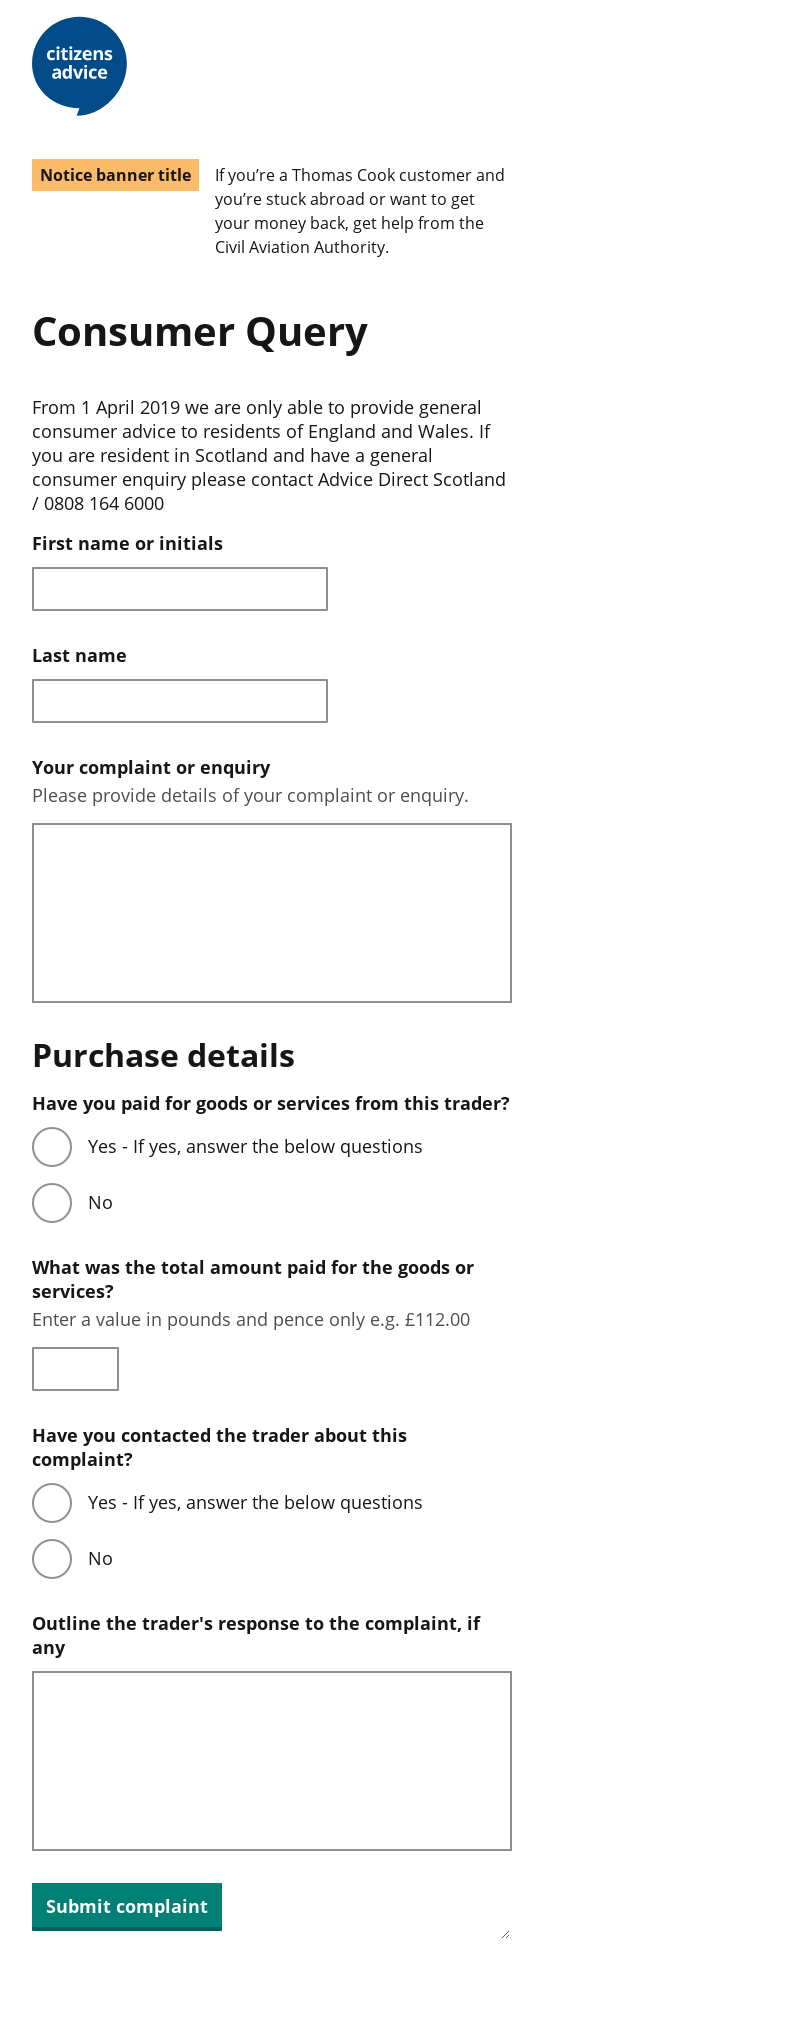 citizens
advice
Notice banner title
If you’re a Thomas Cook customer and
you’re stuck abroad or want to get
your money back, get help from the
Civil Aviation Authority.
Consumer Query
From 1 April 2019 we are only able to provide general
consumer advice to residents of England and Wales. If
you are resident in Scotland and have a general
consumer enquiry please contact Advice Direct Scotland
/ 0808 164 6000
First name or initials
Last name
Your complaint or enquiry
Please provide details of your complaint or enquiry.
Purchase details
Have you paid for goods or services from this trader?
Yes - If yes, answer the below questions
No
What was the total amount paid for the goods or
services?
Enter a value in pounds and pence only e.g. £112.00
Have you contacted the trader about this
complaint?
Yes - If yes, answer the below questions
No
Outline the trader's response to the complaint, if
any
Submit complaint